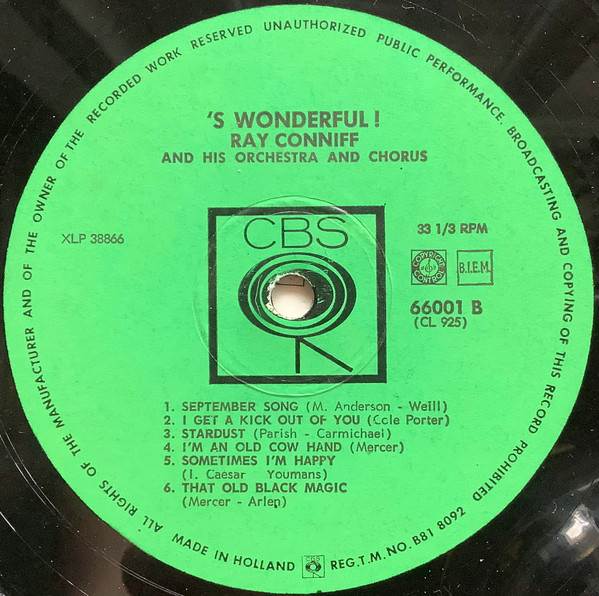 ALL RIGHTS OF THE MANUFACTURER AND OF THE OWNER OF THE RECORDED WORK RESERVED UNAUTHORIZED PUBLIC PERFORMANCE. BROADCASTING AND COPYING OF THIS RECORD PROHIBITED
'S WONDERFUL!
RAY CONNIFF
AND HIS ORCHESTRA AND CHORUS
CBS
XLP 38866
33 1/3 RPM
COPYRIGHT CONTROL
B.I.E.M.
66001 B
(CL 925)
1. SEPTEMBER SONG (M. Anderson - Weill)
2. I GET A KICK OUT OF YOU (Cole Porter)
3. STARDUST (Parish - Carmichael)
4. I'M AN OLD COW HAND (Mercer)
5. SOMETIMES I'M HAPPY
(I. Caesar Youmans)
6. THAT OLD BLACK MAGIC
(Mercer - Arlen)
MADE IN HOLLAND CBS REG.T.M.NO. B81 8092